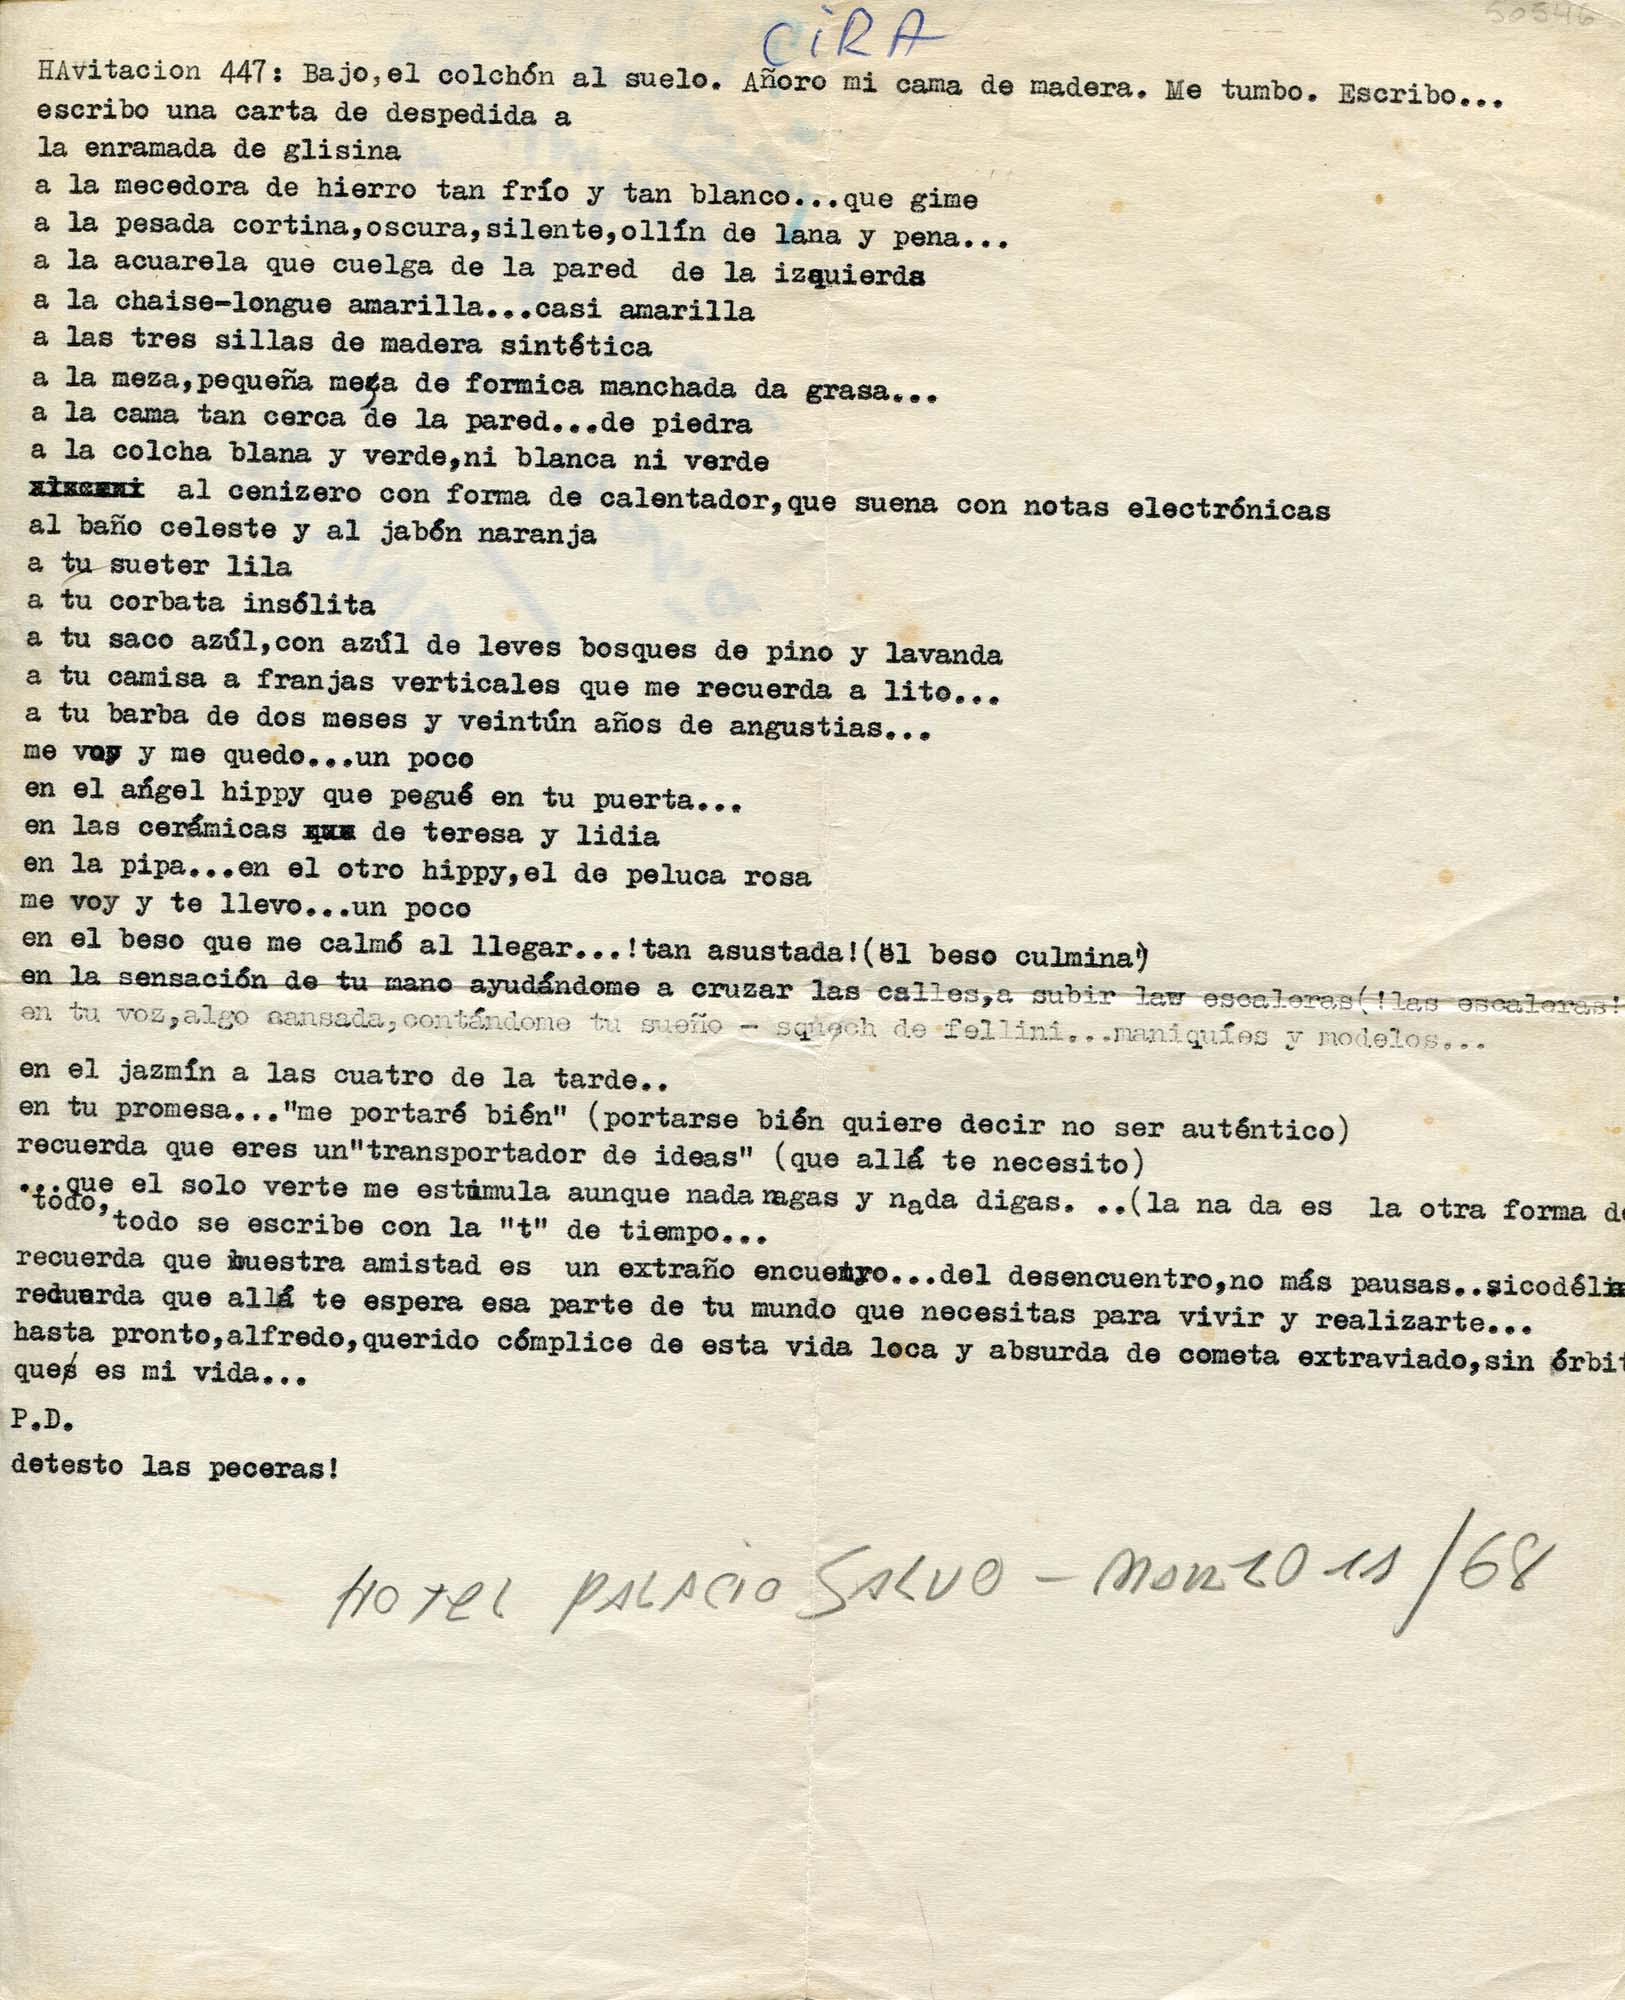 50546
CiRA
HAvitacion 447: Bajo,el colchón al suelo. Añoro mi cama de madera. Me tumbo. Escribo...
escribo una carta de despedida a
la enramada de glisina
a la mecedora de hierro tan frío y tan blanco...que gime
a la pesada cortina,oscura,silente,ollín de lana y pena...
a la acuarela que cuelga de la pared de la izquierda
a la chaise-longue amarilla...casi amarilla
a las tres sillas de madera sintética
a la meza,pequeña meza de formica manchada da grasa...
a la cama tan cerca de la pared...de piedra
a la colcha blana y verde,ni blanca ni verde
al cenizero con forma de calentador,que suena con notas electrónicas
al baño celeste y al jabón naranja
a tu sueter lila
a tu corbata insólita
a tu saco azúl,con azúl de leves bosques de pino y lavanda
a tu camisa a franjas verticales que me recuerda a lito...
a tu barba de dos meses y veintún años de angustias...
me voy y me quedo...un poco
en el ańgel hippy que pegué en tu puerta...
en las cerámicas de teresa y lidia
en la pipa...en el otro hippy,el de peluca rosa
me voy y te llevo...un poco
en el beso que me calmó al llegar...!tan asustada!(ël beso culmina")
en la sensación de tu mano ayudándome a cruzar las calles,a subir law escaleras(!las escaleras!
en tu voz,algo cansada,contándome tu sueño - squech de fellini...maniquíes y modelos...
en el jazmín a las cuatro de la tarde..
en tu promesa..."me portaré bién" (portarse bién quiere decir no ser auténtico)
recuerda que eres un"transportador de ideas" (que allá te necesito)
...que el solo verte me estimula aunque nada hagas y nada digas. ..(la na da es la otra forma de
todo,
todo se escribe con la "t" de tiempo...
recuerda que nuestra amistad es un extraño encuentro...del desencuentro,no más pausas..sicodéli
recuerda que allá te espera esa parte de tu mundo que necesitas para vivir y realizarte...
hasta pronto,alfredo,querido cómplice de esta vida loca y absurda de cometa extraviado,sin órbit
que es mi vida...
P.D.
detesto las peceras!
HOTEL PALACIO SALVO - MARZO 11/68